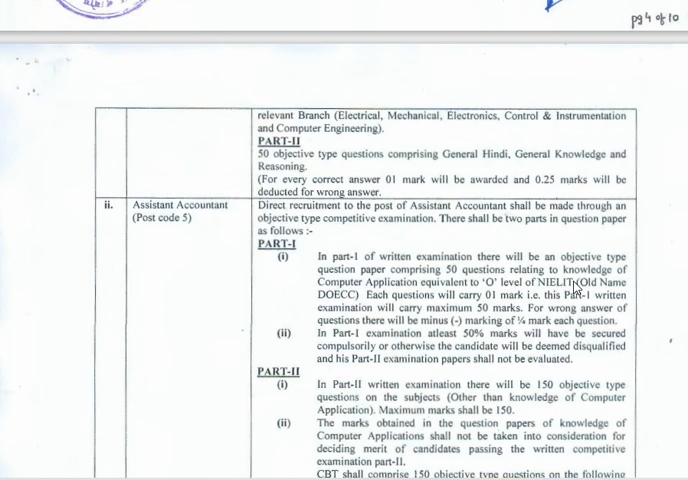 pg 4 of 10
relevant Branch (Electrical, Mechanical, Electronics, Control & Instrumentation
and Computer Engineering).
PART-II
50 objective type questions comprising General Hindi, General Knowledge and
Reasoning.
(For every correct answer 01 mark will be awarded and 0.25 marks will be
deducted for wrong answer.
ii. Assistant Accountant Direct recruitment to the post of Assistant Accountant shall be made through an
(Post code 5) objective type competitive examination. There shall be two parts in question paper
as follows :-
PART-I
(i) In part-I of written examination there will be an objective type
question paper comprising 50 questions relating to knowledge of
Computer Application equivalent to ‘O’ level of NIELIT (Old Name
DOECC) Each questions will carry 01 mark i.e. this Part-I written
examination will carry maximum 50 marks. For wrong answer of
questions there will be minus (-) marking of ¼ mark each question.
(ii) In Part-I examination atleast 50% marks will have be secured
compulsorily or otherwise the candidate will be deemed disqualified
and his Part-II examination papers shall not be evaluated.
PART-II
(i) In Part-II written examination there will be 150 objective type
questions on the subjects (Other than knowledge of Computer
Application). Maximum marks shall be 150.
(ii) The marks obtained in the question papers of knowledge of
Computer Applications shall not be taken into consideration for
deciding merit of candidates passing the written competitive
examination part-II.
CBT shall comprise 150 objective type questions on the following